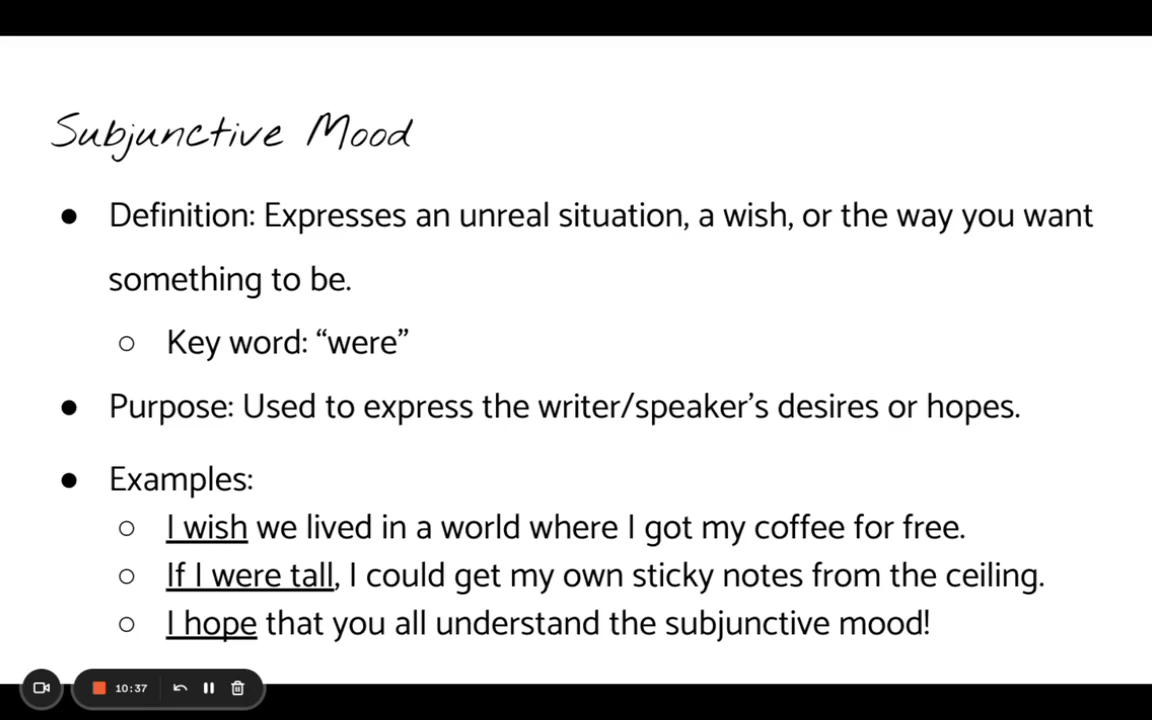 Subjunctive Mood
● Definition: Expresses an unreal situation, a wish, or the way you want
something to be.
○ Key word: “were”
● Purpose: Used to express the writer/speaker’s desires or hopes.
● Examples:
○ I wish we lived in a world where I got my coffee for free.
○ If I were tall, I could get my own sticky notes from the ceiling.
○ I hope that you all understand the subjunctive mood!
10:37